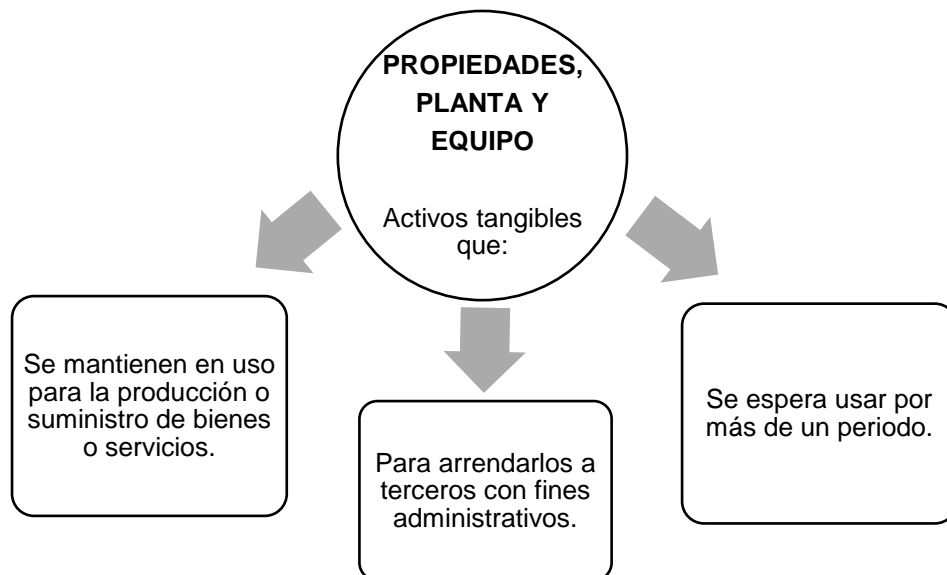 PROPIEDADES,
PLANTA Y
EQUIPO
Activos tangibles
que:
Se mantienen en uso
para la producción o
suministro de bienes
o servicios.
Para arrendarlos a
terceros con fines
administrativos.
Se espera usar por
más de un periodo.